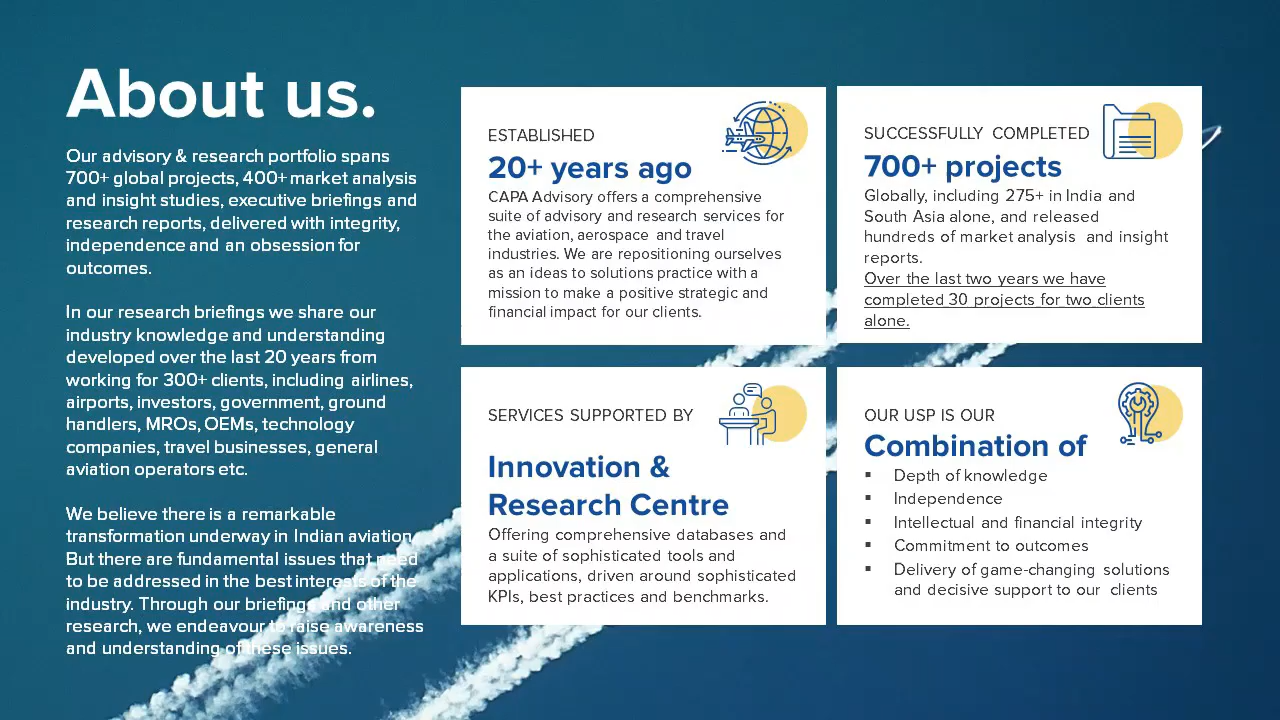 About us.
Our advisory & research portfolio spans
700+ global projects, 400+ market analysis
and insight studies, executive briefings and
research reports, delivered with integrity,
independence and an obsession for
outcomes.
In our research briefings we share our
industry knowledge and understanding
developed over the last 20 years from
working for 300+ clients, including airlines,
airports, investors, government, ground
handlers, MROs, OEMs, technology
companies, travel businesses, general
aviation operators etc.
We believe there is a remarkable
transformation underway in Indian aviation.
But there are fundamental issues that need
to be addressed in the best interests of the
industry. Through our briefings and other
research, we endeavour to raise awareness
and understanding of these issues.
ESTABLISHED
20+ years ago
CAPA Advisory offers a comprehensive
suite of advisory and research services for
the aviation, aerospace and travel
industries. We are repositioning ourselves
as an ideas to solutions practice with a
mission to make a positive strategic and
financial impact for our clients.
SUCCESSFULLY COMPLETED
700+ projects
Globally, including 275+ in India and
South Asia alone, and released
hundreds of market analysis and insight
reports.
Over the last two years we have
completed 30 projects for two clients
alone.
SERVICES SUPPORTED BY
Innovation &
Research Centre
Offering comprehensive databases and
a suite of sophisticated tools and
applications, driven around sophisticated
KPIs, best practices and benchmarks.
OUR USP IS OUR
Combination of
▪ Depth of knowledge
▪ Independence
▪ Intellectual and financial integrity
▪ Commitment to outcomes
▪ Delivery of game-changing solutions
and decisive support to our clients